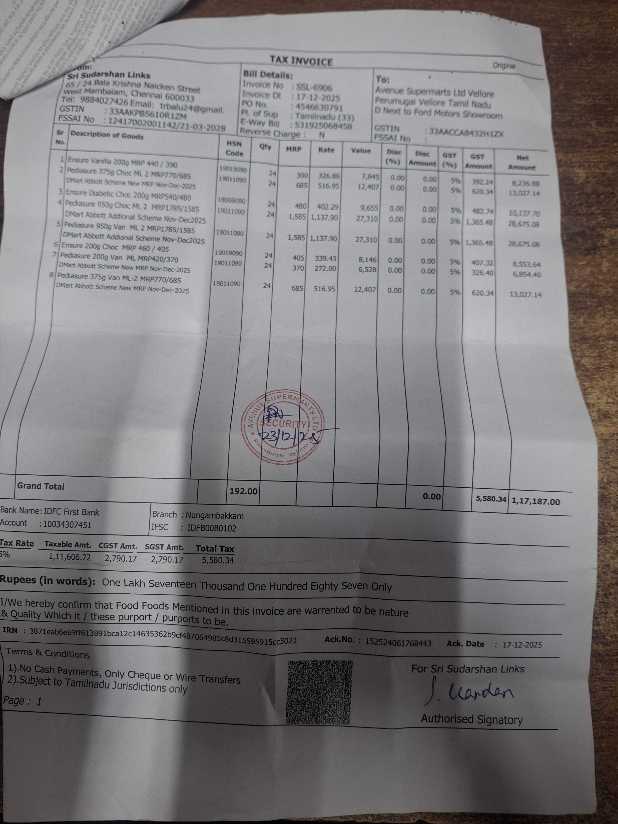 TAX INVOICE
Original
From:
Sri Sudarshan Links
65 / 24 Bala Krishna Naicken Street
West Mambalam, Chennai 600033
Tel: 9884027426 Email: 1rbalu24@gmail.
GSTIN : 33AAKPB5610R1ZM
FSSAI No : 12417002001142/21-03-2029
Bill Details:
Invoice No : SSL-6906
Invoice Dt : 17-12-2025
PO No. : 4546639791
Pl. of Sup : Tamilnadu (33)
E-Way Bill : 531925068458
Reverse Charge : N
To:
Avenue Supermarts Ltd Vellore
Perumugai Vellore Tamil Nadu
D Next to Ford Motors Showroom
GSTIN : 33AACCA8432H1ZX
FSSAI No :
Sr No. Description of Goods HSN Code Qty MRP Rate Value Disc (%) Disc Amount GST (%) GST Amount Net Amount
1 Ensure Vanilla 200g MRP 440 / 390 24 390 326.86 7,845 0.00 0.00 5% 392.24 8,236.88
2 Pediasure 375g Choc ML 2 MRP770/685 19011090 24 685 516.95 12,407 0.00 0.00 5% 620.34 13,027.14
DMart Abbott Scheme New MRP Nov-Dec-2025
3 Ensure Diabetic Choc 200g MRP540/480 24 480 402.29 9,655 0.00 0.00 5% 482.74 10,137.70
4 Pediasure 950g Choc ML 2 MRP1785/1585 19011090 24 1,585 1,137.90 27,310 0.00 0.00 5% 1,365.48 28,675.08
DMart Abbott Additional Scheme New MRP Nov-Dec2025
5 Pediasure 950g Van ML 2 MRP1785/1585 19011090 24 1,585 1,137.90 27,310 0.00 0.00 5% 1,365.48 28,675.08
DMart Abbott Additional Scheme New MRP Nov-Dec2025
6 Ensure 200g Choc MRP 460 / 405 19019090 24 405 339.43 8,146 0.00 0.00 5% 407.32 8,553.64
7 Pediasure 200g Van ML MRP420/370 19011090 24 370 272.00 6,528 0.00 0.00 5% 326.40 6,854.40
DMart Abbott Scheme New MRP Nov-Dec-2025
8 Pediasure 375g Van ML-2 MRP770/685 19011090 24 685 516.95 12,407 0.00 0.00 5% 620.34 13,027.14
DMart Abbott Scheme New MRP Nov-Dec-2025
AVENUE SUPERMARTS LTD
SECURITY
23/12/25
Grand Total 192.00 0.00 5,580.34 1,17,187.00
Bank Name: IDFC First Bank
Account : 10034307451
Branch : Nungambakkam
IFSC : IDFB0080102
Tax Rate Taxable Amt. CGST Amt. SGST Amt. Total Tax
5% 1,11,606.72 2,790.17 2,790.17 5,580.34
Rupees (in words): One Lakh Seventeen Thousand One Hundred Eighty Seven Only
I/We hereby confirm that Food Foods Mentioned in this invoice are warrented to be nature
& Quality Which it / these purport / purports to be.
IRN :
Ack.No. : 152524061768443 Ack. Date : 17-12-2025
Terms & Conditions
1).No Cash Payments, Only Cheque or Wire Transfers
2).Subject to Tamilnadu Jurisdictions only
Page : 1
For Sri Sudarshan Links
Authorised Signatory